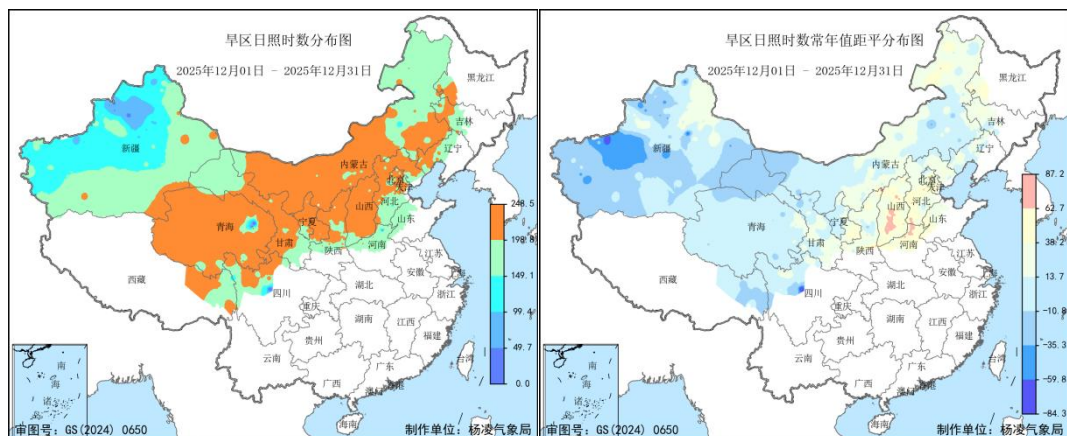 旱区日照时数分布图
2025年12月01日 - 2025年12月31日
黑龙江
吉林
辽宁
新疆
内蒙古
北京
天津
河北
山西
宁夏
山东
青海
甘肃
陕西
河南
江苏
西藏
安徽
上海
四川
湖北
重庆
浙江
湖南
江西
贵州
福建
云南
台湾
广西
广东
澳门
香港
海南
248.5
198.8
149.1
99.4
49.7
0.0
南
海
诸
审图号: GS(2024) 0650
制作单位: 杨凌气象局
旱区日照时数常年值距平分布图
2025年12月01日 - 2025年12月31日
黑龙江
吉林
辽宁
新疆
内蒙古
北京
天津
河北
山西
宁夏
山东
青海
甘肃
陕西
河南
江苏
西藏
安徽
上海
四川
湖北
重庆
浙江
湖南
江西
贵州
福建
云南
台湾
广西
广东
澳门
香港
海南
87.2
62.7
38.2
13.7
-10.8
-35.3
-59.8
-84.3
南
海
诸
审图号: GS(2024) 0650
制作单位: 杨凌气象局